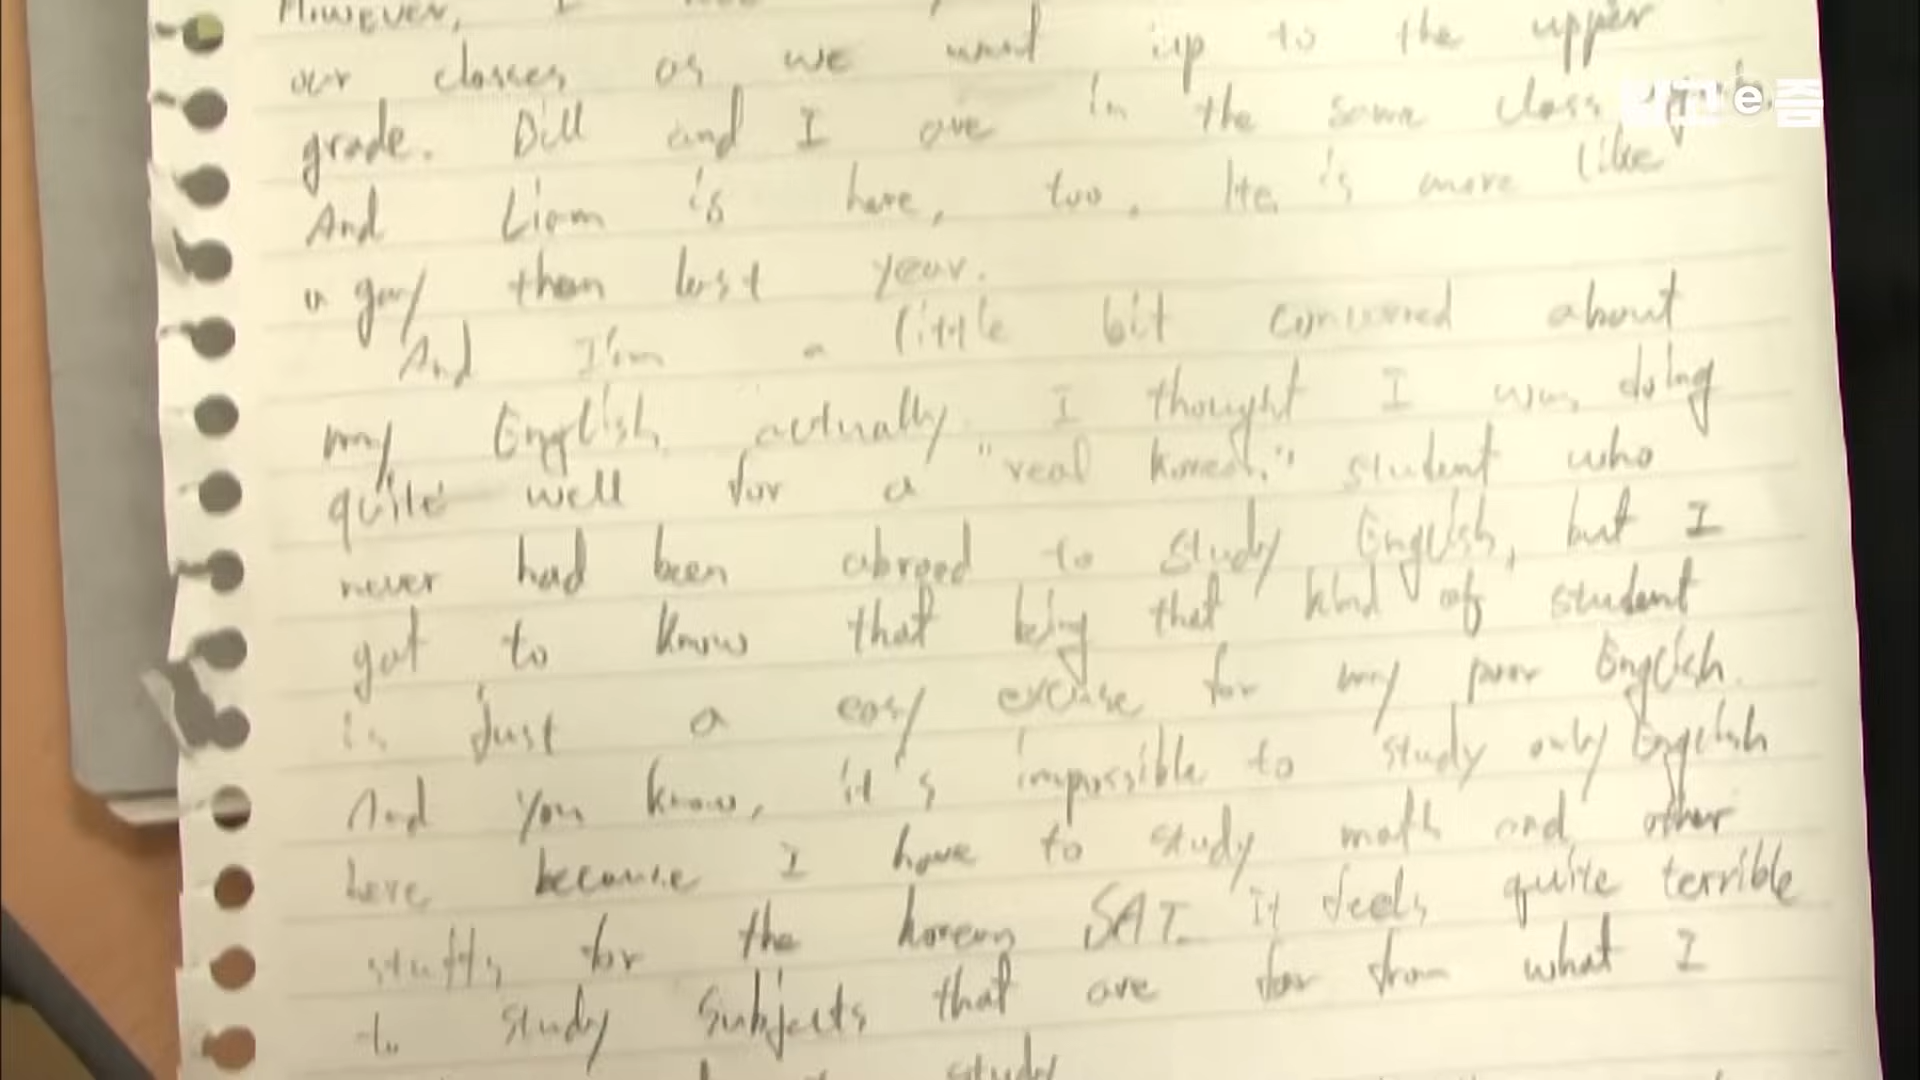 However, I
our classes as we went up to the upper
grade. Bill and I are in the same class
And Liam is here, too. He's more like
a guy than last year.
And I'm a little bit concerned about
my English, actually. I thought I was doing
quite well for a "real korean" student who
never had been abroad to study English, but I
got to know that being that kind of student
is just a easy excuse for my poor English.
And you know, it's impossible to study only English
here because I have to study math and other
stuffs for the korean SAT. it feels quite terrible
to study subjects that are far from what I
study